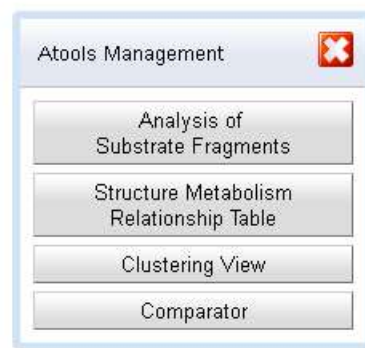 Atools Management
Analysis of
Substrate Fragments
Structure Metabolism
Relationship Table
Clustering View
Comparator